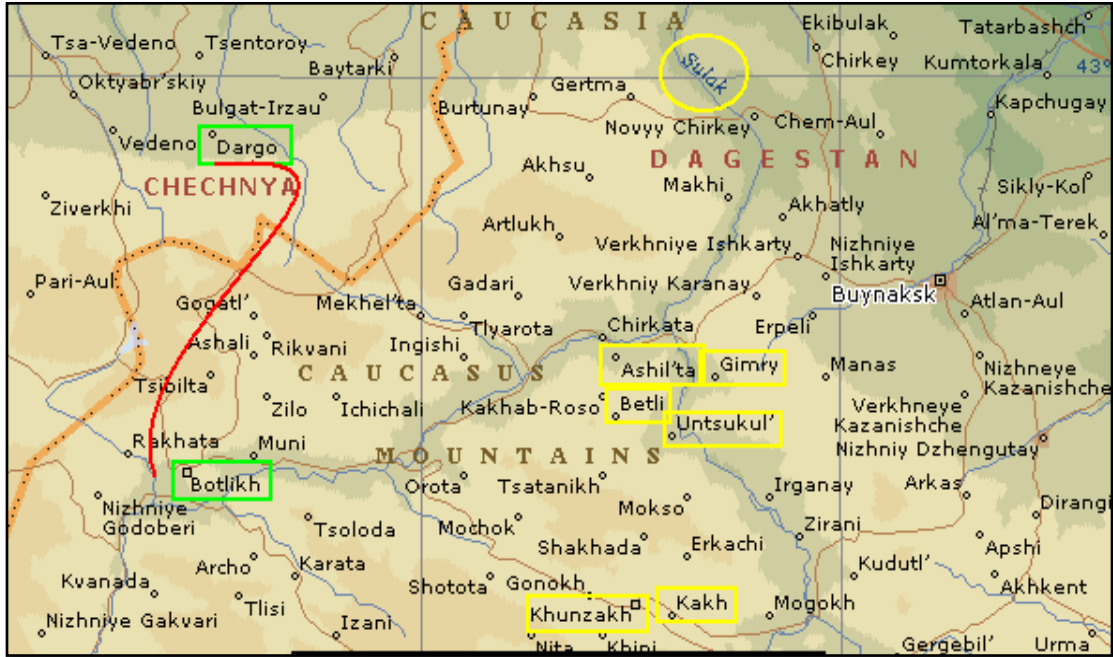 CAUCASIA
Ekibulak
Tatarbashch
Tsa-Vedeno
Tsentoroy
Baytarki
Sulak
Chirkey
Kumtorkala
43°
Oktyabr'skiy
Gertma
Bulgat-Irzau
Burtunay
Kapchugay
Vedeno
Dargo
Novyy Chirkey
Chem-Aul
DAGESTAN
Akhsu
CHECHNYA
Makhi
Sikly-Kol
Ziverkhi
Artlukh
Akhatly
Al'ma-Terek
Verkhniye Ishkarty
Nizhniye
Ishkarty
Pari-Aul
Gadari
Verkhniy Karanay
Buynaksk
Gogatl'
Mekhel'ta
Atlan-Aul
Tlyarota
Chirkata
Erpeli
Ashali
Rikvani
Ingishi
CAUCASUS
Ashil'ta
Gimry
Manas
Nizhneye
Kazanishche
Tsibilta
Zilo
Ichichali
Kakhab-Roso
Betli
Untsukul'
Verkhneye
Kazanishche
Rakhata
Muni
MOUNTAINS
Nizhniy Dzhengutay
Botlikh
Orota
Tsatanikh
Irganay
Arkas
Nizhniye
Godoberi
Tsoloda
Mochok
Mokso
Zirani
Dirangi
Shakhada
Erkachi
Apshi
Archo
Karata
Kudutl'
Kvanada
Shotota
Gonokh
Akhkent
Tlisi
Khunzakh
Kakh
Mogokh
Nizhniye Gakvari
Izani
Nita
Khini
Gergebil'
Urma